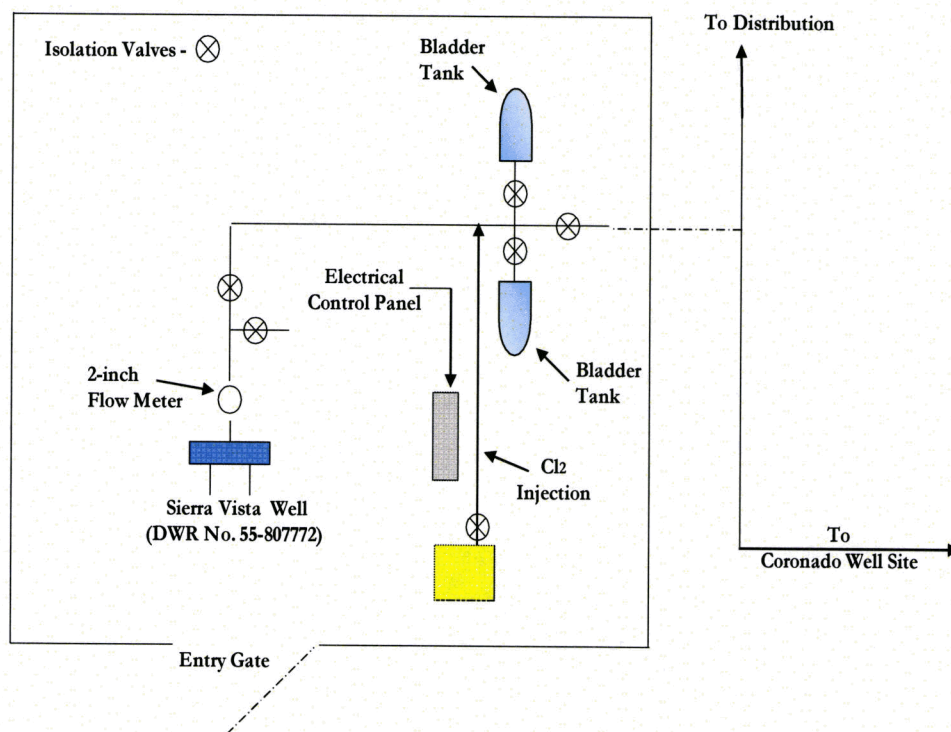 Isolation Valves -
Bladder
Tank
To Distribution
Electrical
Control Panel
2-inch
Flow Meter
Bladder
Tank
Cl2
Injection
Sierra Vista Well
(DWR No. 55-807772)
To
Coronado Well Site
Entry Gate